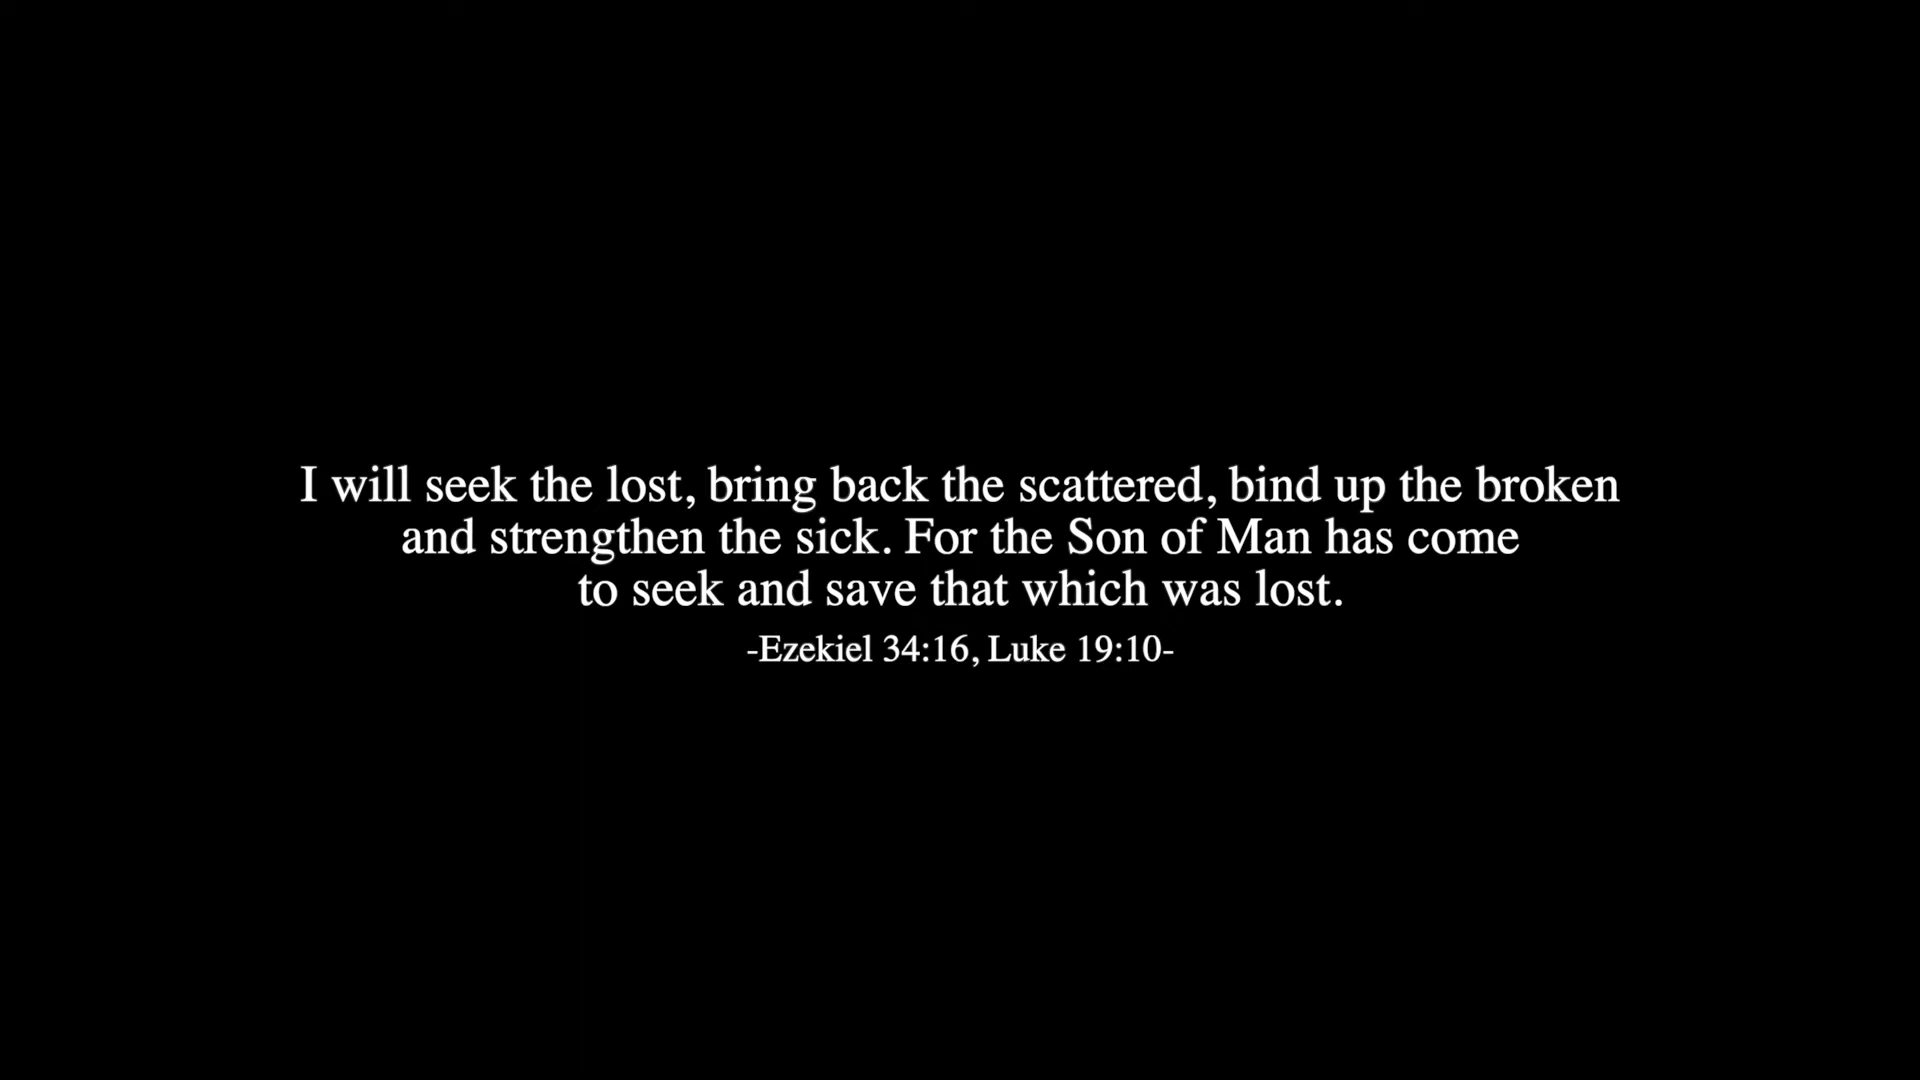 I will seek the lost, bring back the scattered, bind up the broken
and strengthen the sick. For the Son of Man has come
to seek and save that which was lost.
-Ezekiel 34:16, Luke 19:10-